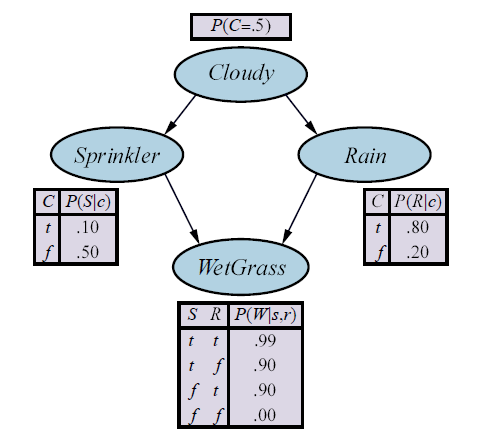 P(C=.5)
Cloudy
Sprinkler
Rain
C P(S|c)
t .10
f .50
C P(R|c)
t .80
f .20
WetGrass
S R P(W|s,r)
t t .99
t f .90
f t .90
f f .00